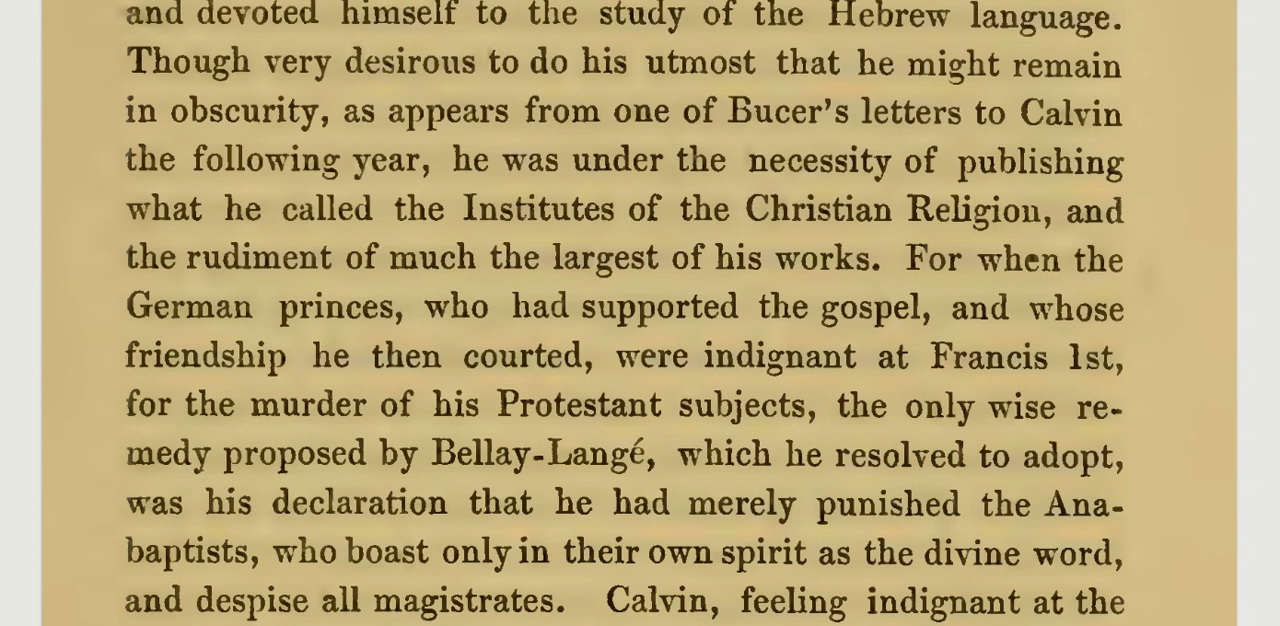 and devoted himself to the study of the Hebrew language.
Though very desirous to do his utmost that he might remain
in obscurity, as appears from one of Bucer's letters to Calvin
the following year, he was under the necessity of publishing
what he called the Institutes of the Christian Religion, and
the rudiment of much the largest of his works. For when the
German princes, who had supported the gospel, and whose
friendship he then courted, were indignant at Francis 1st,
for the murder of his Protestant subjects, the only wise re-
medy proposed by Bellay-Langé, which he resolved to adopt,
was his declaration that he had merely punished the Ana-
baptists, who boast only in their own spirit as the divine word,
and despise all magistrates. Calvin, feeling indignant at the